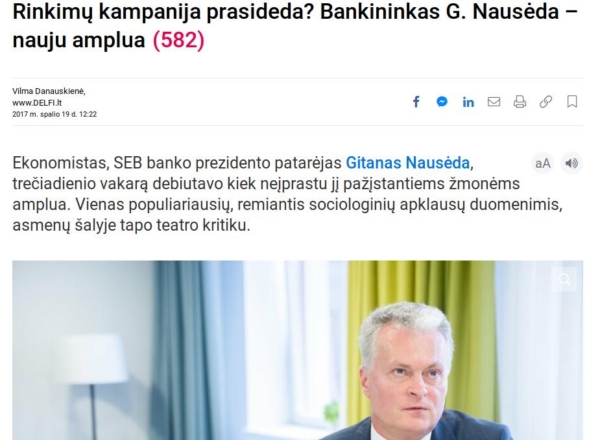 Rinkimų kampanija prasideda? Bankininkas G. Nausėda –
nauju amplua (582)
Vilma Danauskienė,
www.DELFI.lt
2017 m. spalio 19 d. 12:22
Ekonomistas, SEB banko prezidento patarėjas Gitanas Nausėda,
aA
trečiadienio vakarą debiutavo kiek neįprastu jį pažįstantiems žmonėms
amplua. Vienas populiariausių, remiantis sociologinių apklausų duomenimis,
asmenų šalyje tapo teatro kritiku.